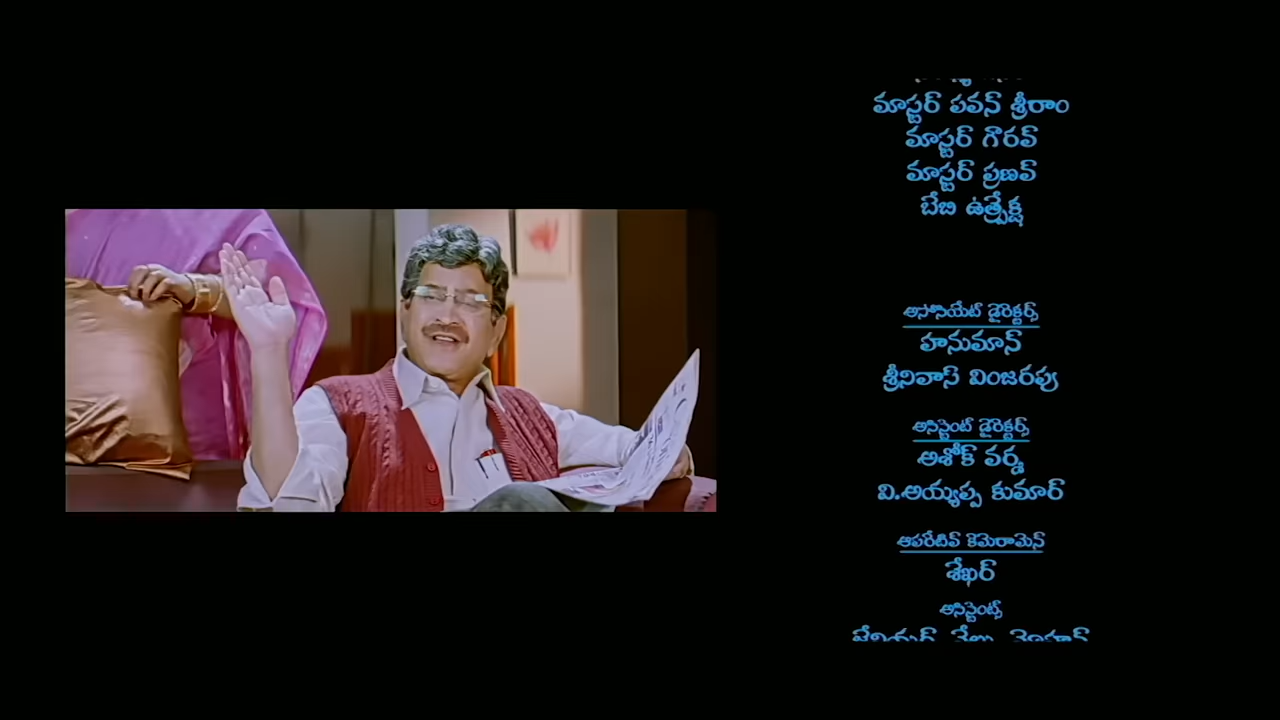 మాస్టర్ పవన్ శ్రీరాం
మాస్టర్ గౌరవ్
మాస్టర్ ప్రణవ్
బేబి ఉత్ప్రేక్ష
అసోసియేట్ డైరెక్టర్స్
హనుమాన్
శ్రీనివాస్ వింజరపు
అసిస్టెంట్ డైరెక్టర్స్
అశోక్ వర్మ
వి.అయ్యప్ప కుమార్
ఆపరేటివ్ కెమెరామెన్
శేఖర్
అసిస్టెంట్స్